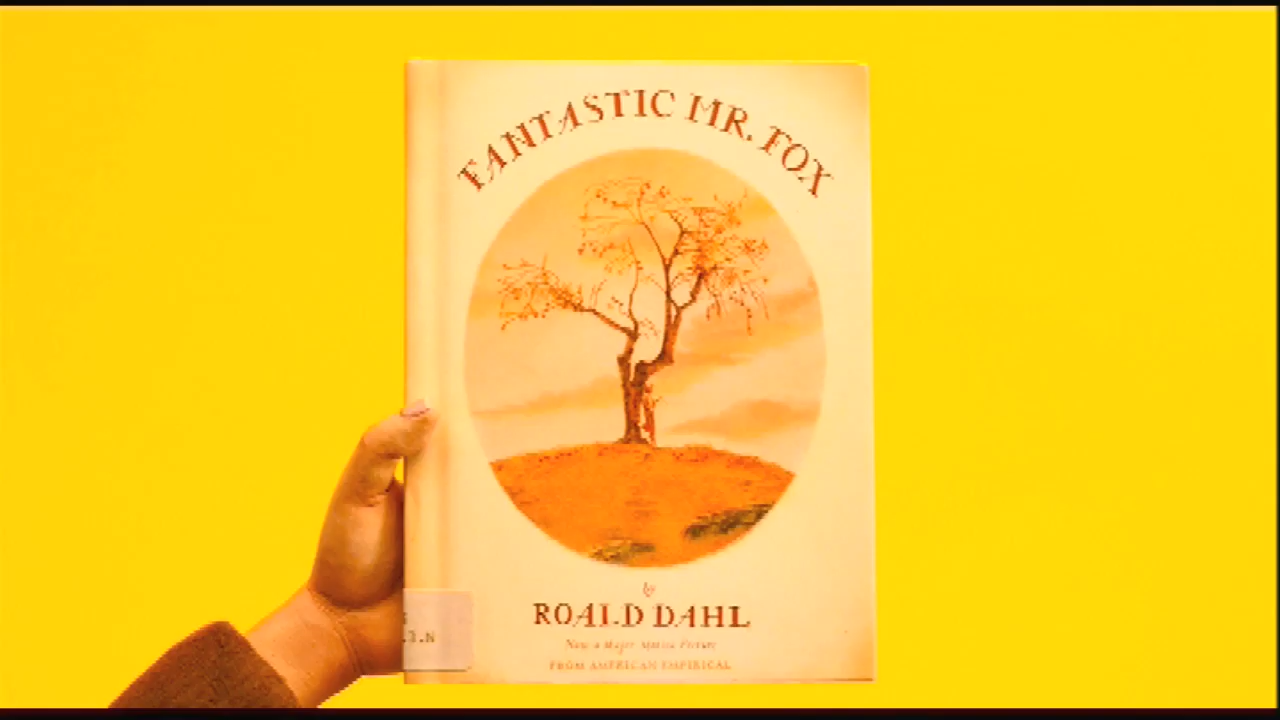 FANTASTIC MR. FOX
by
ROALD DAHL
Now a Major Motion Picture
FROM AMERICAN EMPIRICAL